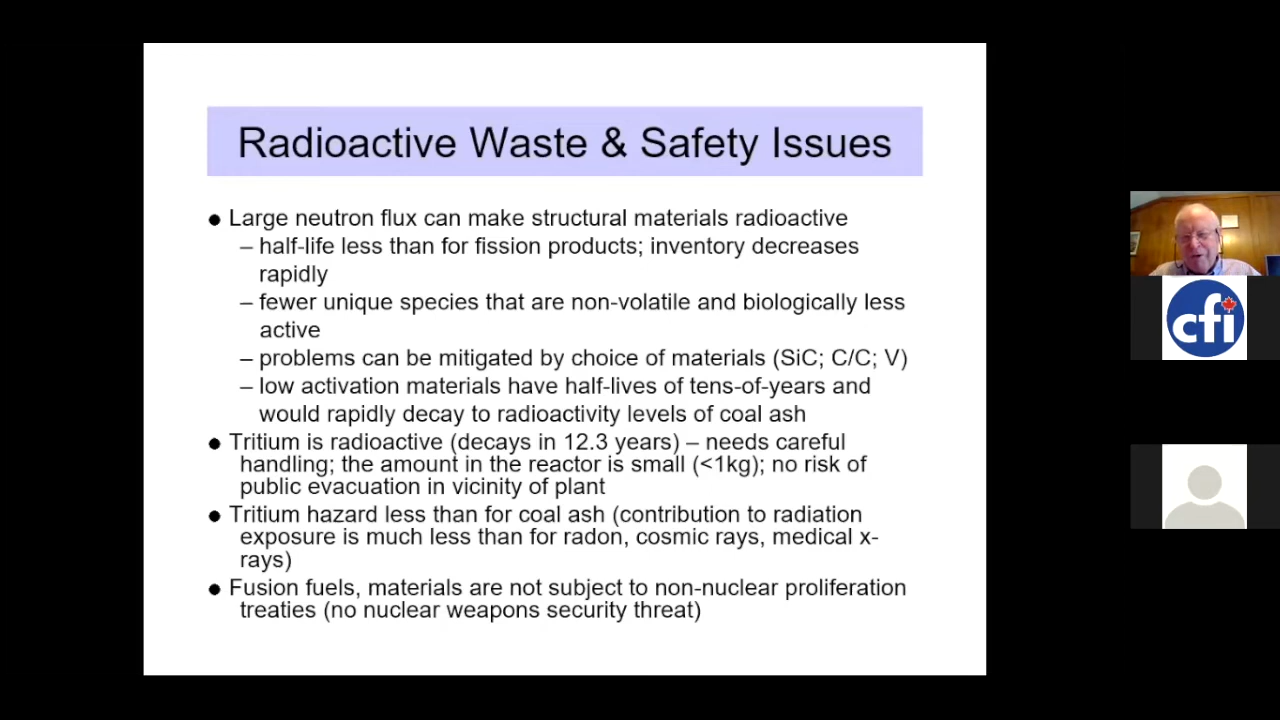 Radioactive Waste & Safety Issues
● Large neutron flux can make structural materials radioactive
– half-life less than for fission products; inventory decreases
rapidly
– fewer unique species that are non-volatile and biologically less
active
– problems can be mitigated by choice of materials (SiC; C/C; V)
– low activation materials have half-lives of tens-of-years and
would rapidly decay to radioactivity levels of coal ash
● Tritium is radioactive (decays in 12.3 years) – needs careful
handling; the amount in the reactor is small (<1kg); no risk of
public evacuation in vicinity of plant
● Tritium hazard less than for coal ash (contribution to radiation
exposure is much less than for radon, cosmic rays, medical x-
rays)
● Fusion fuels, materials are not subject to non-nuclear proliferation
treaties (no nuclear weapons security threat)
cfi